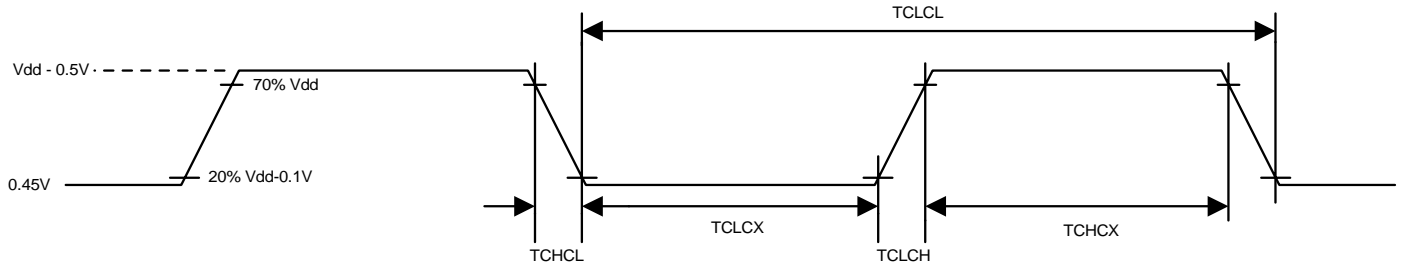 TCLCL
Vdd - 0.5V
70% Vdd
20% Vdd-0.1V
0.45V
TCLCX
TCHCX
TCHCL
TCLCH